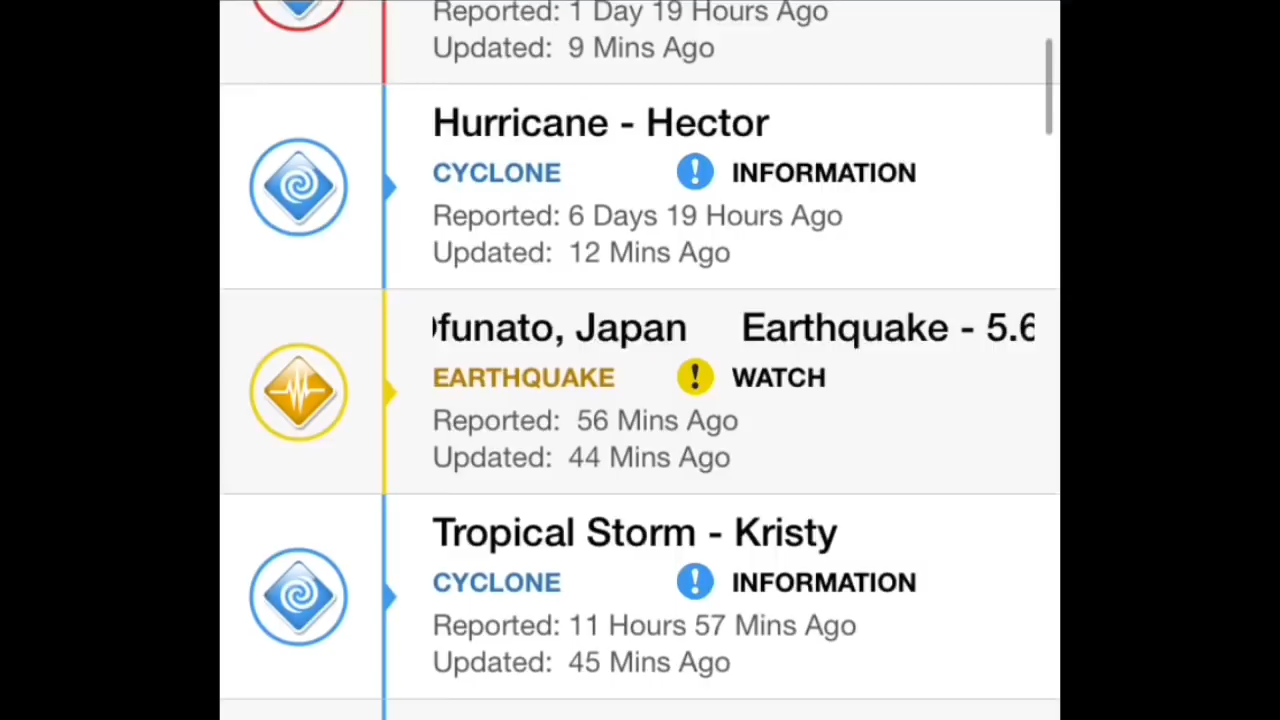 Reported: 1 Day 19 Hours Ago
Updated: 9 Mins Ago
Hurricane - Hector
CYCLONE ! INFORMATION
Reported: 6 Days 19 Hours Ago
Updated: 12 Mins Ago
Ofunato, Japan Earthquake - 5.6
EARTHQUAKE ! WATCH
Reported: 56 Mins Ago
Updated: 44 Mins Ago
Tropical Storm - Kristy
CYCLONE ! INFORMATION
Reported: 11 Hours 57 Mins Ago
Updated: 45 Mins Ago